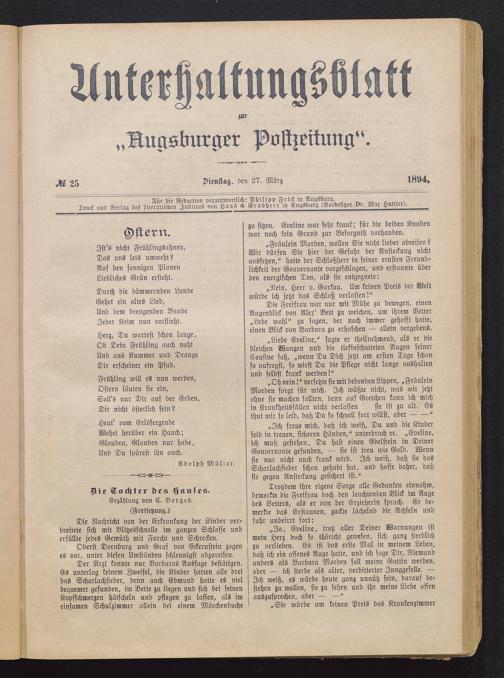 Unterhaltungsblatt
zur
„Augsburger Postzeitung“.
№ 25. Dienstag, den 27. März 1894.
Für die Redaction verantwortlich: Philipp Frick in Augsburg.
Druck und Verlag des Literarischen Instituts von Haas & Grabherr in Augsburg (Vorbesitzer Dr. Max Huttler).
Ostern.
Ist's nicht Frühlingsahnen,
Das uns leis umweht?
Auf den sonnigen Planen
Liebliches Grün ersteht.
Durch die dämmernden Lande
Gehet ein altes Lied,
Und dem beengenden Bande
Jeder Keim nun entflieht.
Herz, Du wartest schon lange,
Ob Dein Frühling auch naht
Und aus Kummer und Drange
Dir erscheinet ein Pfad.
Frühling will es nun werden,
Ostern läuten sie ein,
Soll's nur Dir auf der Erden,
Dir nicht österlich sein?
Heut' vom Erlösergrabe
Wehet herüber ein Hauch;
Glauben, Glauben nur habe,
Und Du spürest ihn auch.
Adolph Müller.
Die Tochter des Hauses.
Erzählung von C. Borges.
(Fortsetzung.)
Die Nachricht von der Erkrankung der Kinder ver-
breitete sich mit Blitzesschnelle im ganzen Schlosse und
erfüllte jedes Gemüth mit Furcht und Schrecken.
Oberst Dornburg und Graf von Eckernstein zogen
es vor, unter diesen Umständen schleunigst abzureisen.
Der Arzt konnte nur Barbaras Aussage bestätigen.
Es unterlag keinem Zweifel, die Kinder hatten alle drei
das Scharlachfieber, denn auch Edmund hatte es viel
bequemer gefunden, im Bette zu liegen und sich bei seinen
Kopfschmerzen hätscheln und pflegen zu lassen, als im
einsamen Schulzimmer allein bei einem Märchenbuche
zu sitzen. Eveline war sehr krank; für die beiden Knaben
war noch kein Grund zur Besorgniß vorhanden.
„Fräulein Morden, wollen Sie nicht lieber abreisen?
Wir dürfen Sie hier der Gefahr der Ansteckung nicht
aussetzen,“ hatte der Schloßherr in seiner ernsten Freund-
lichkeit der Gouvernante vorgeschlagen, und erstaunte über
den energischen Ton, als sie entgegnete:
„Nein, Herr v. Garkau. Um keinen Preis der Welt
würde ich jetzt das Schloß verlassen!“
Die Freifrau war nur mit Mühe zu bewegen, einen
Augenblick von Alex' Bett zu weichen, um ihrem Vetter
„Lebe wohl“ zu sagen, der noch immer gehofft hatte,
einen Blick von Barbara zu erhaschen — allein vergebens.
„Liebe Eveline,“ sagte er theilnehmend, als er die
bleichen Wangen und die tiefbeschatteten Augen seiner
Cousine sah, „wenn Du Dich jetzt am ersten Tage schon
so aufregst, so wirst Du die Pflege nicht lange aushalten
und selbst krank werden!“
„Oh nein!“ versetzte sie mit bebenden Lippen, „Fräulein
Morden sorgt für mich. Ich wüßte nicht, was wir jetzt
ohne sie machen sollten, denn auf Gretchen kann ich mich
in Krankheitsfällen nicht verlassen — sie ist zu alt. Es
thut mir so leid, daß Du so schnell fort willst, aber — —“
„Ich freue mich, daß ich weiß, Du und die Kinder
seid in treuen, sicheren Händen,“ unterbrach er. „Eveline,
ich muß gestehen, Du hast einen Edelstein in Deiner
Gouvernante gefunden, — sie ist treu wie Gold. Wenn
sie nur nicht auch krank wird. Ich weiß, daß sie das
Scharlachfieber schon gehabt hat, und hoffe daher, daß
sie gegen Ansteckung gesichert ist.“
Trotzdem ihre eigene Sorge alle Gedanken einnahm,
bemerkte die Freifrau doch den leuchtenden Blick im Auge
des Vetters, als er von der Erzieherin sprach. Er be-
merkte das Erstaunen, zuckte lächelnd die Achseln und
fuhr unbeirrt fort:
„Ja, Eveline, trotz aller Deiner Warnungen ist
mein Herz doch so thöricht gewesen, sich ganz sterblich
zu verlieben. Es ist das erste Mal in meinem Leben,
daß ich ein offenes Auge hatte, und ich sage Dir, Niemand
anders als Barbara Morden soll meine Gattin werden,
aber — ich sterbe als alter, verbitterter Junggeselle. —
Ich weiß, es würde heute ganz unnütz sein, darauf be-
stehen zu wollen, sie zu sehen und ihr meine Liebe offen
auszusprechen, aber — —“
„Sie würde um keinen Preis das Krankenzimmer